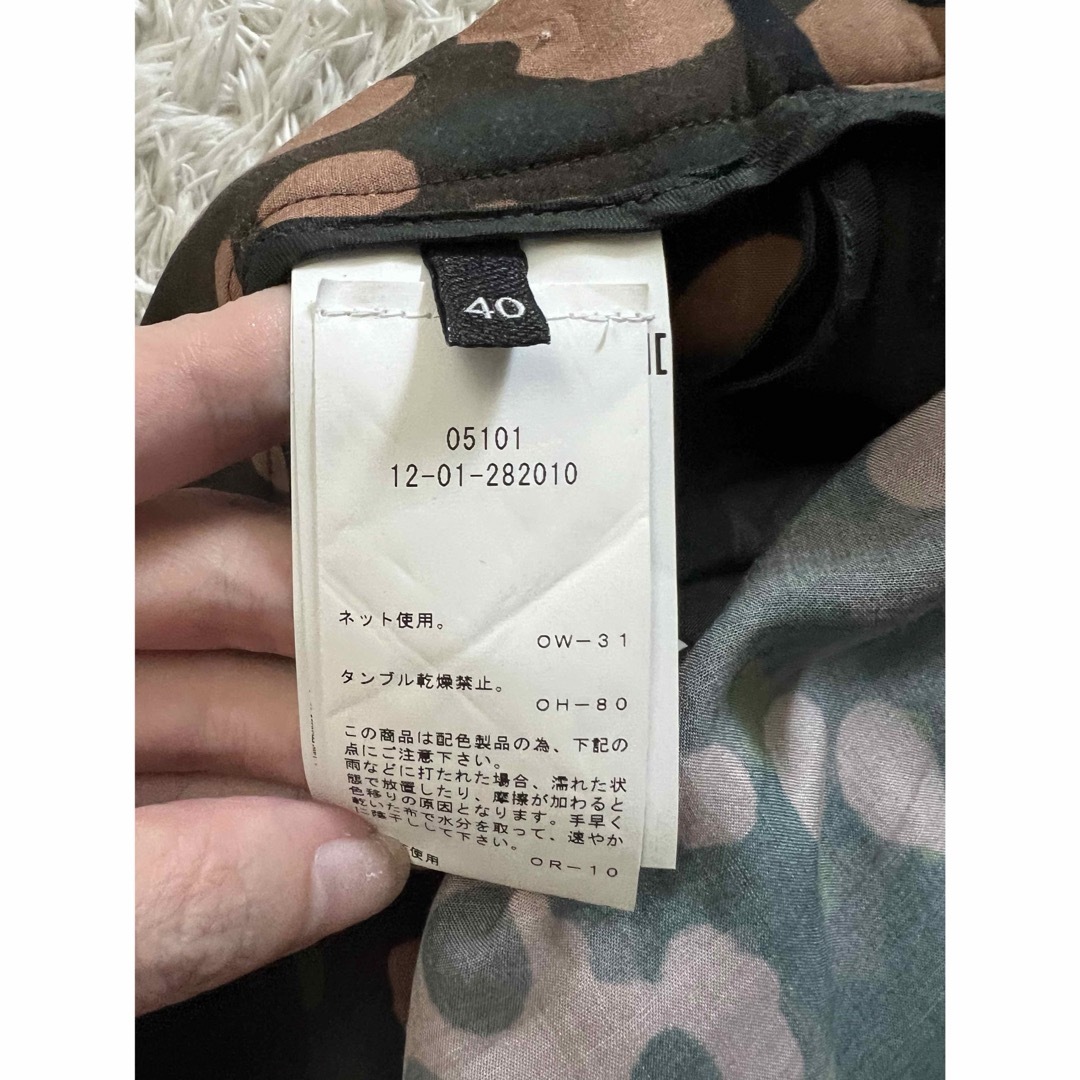 40
05101
12-01-282010
ネット使用。
OW-31
タンブル乾燥禁止。
OH-80
この商品は配色製品の為、下記の
点にご注意下さい。
雨などに打たれた場合、濡れた状
態で放置したり、摩擦が加わると
色移りの原因となります。手早く
乾いた布で水分を取って、速やか
に陰干しして下さい。
使用
OR-10